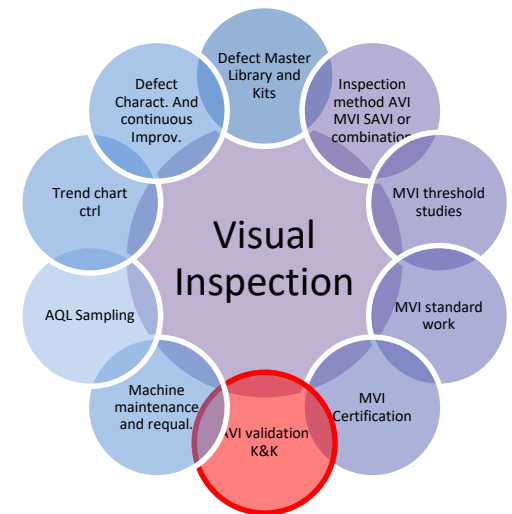 Defect Master
Library and
Kits
Inspection
method AVI
MVI SAVI or
combination
MVI threshold
studies
MVI standard
work
MVI
Certification
AVI validation
K&K
Machine
maintenance
and requal.
AQL Sampling
Trend chart
ctrl
Defect
Charact. And
continuous
Improv.
Visual
Inspection